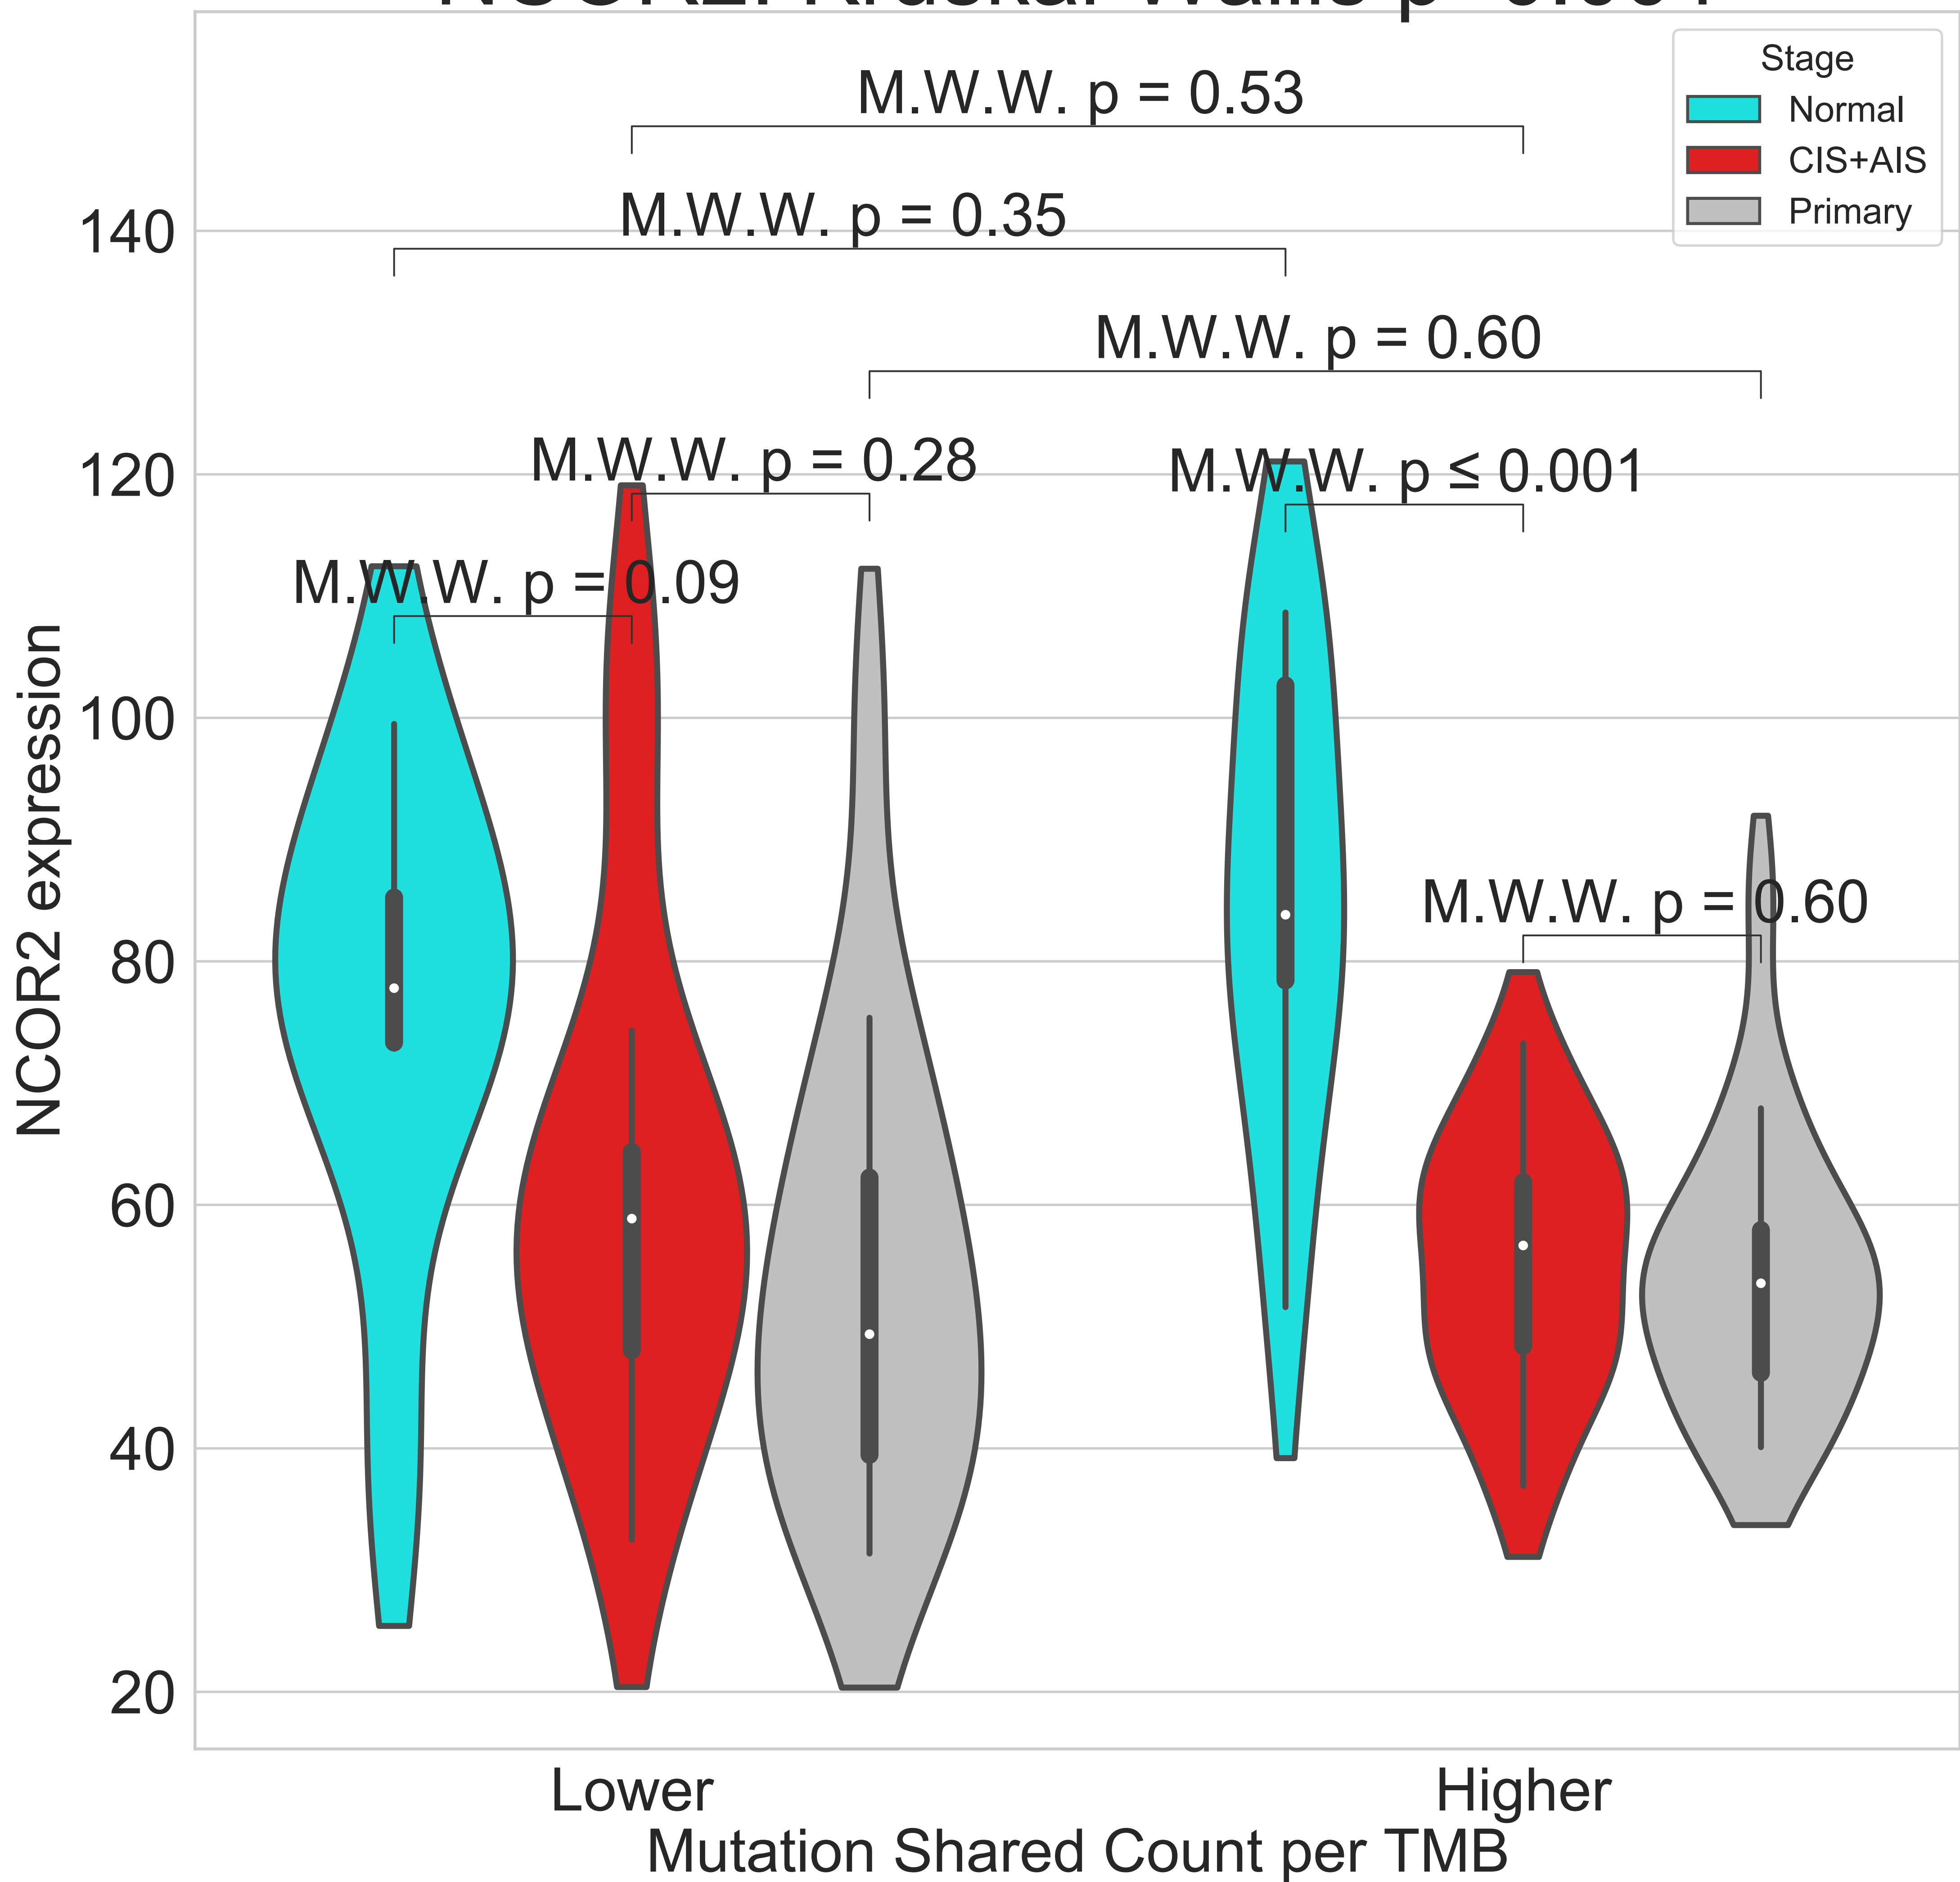 Stage
Normal
CIS+AIS
Primary
M.W.W. p = 0.53
M.W.W. p = 0.35
M.W.W. p = 0.60
M.W.W. p = 0.28
M.W.W. p ≤ 0.001
M.W.W. p = 0.09
M.W.W. p = 0.60
140
120
100
80
60
40
20
NCOR2 expression
Lower
Higher
Mutation Shared Count per TMB